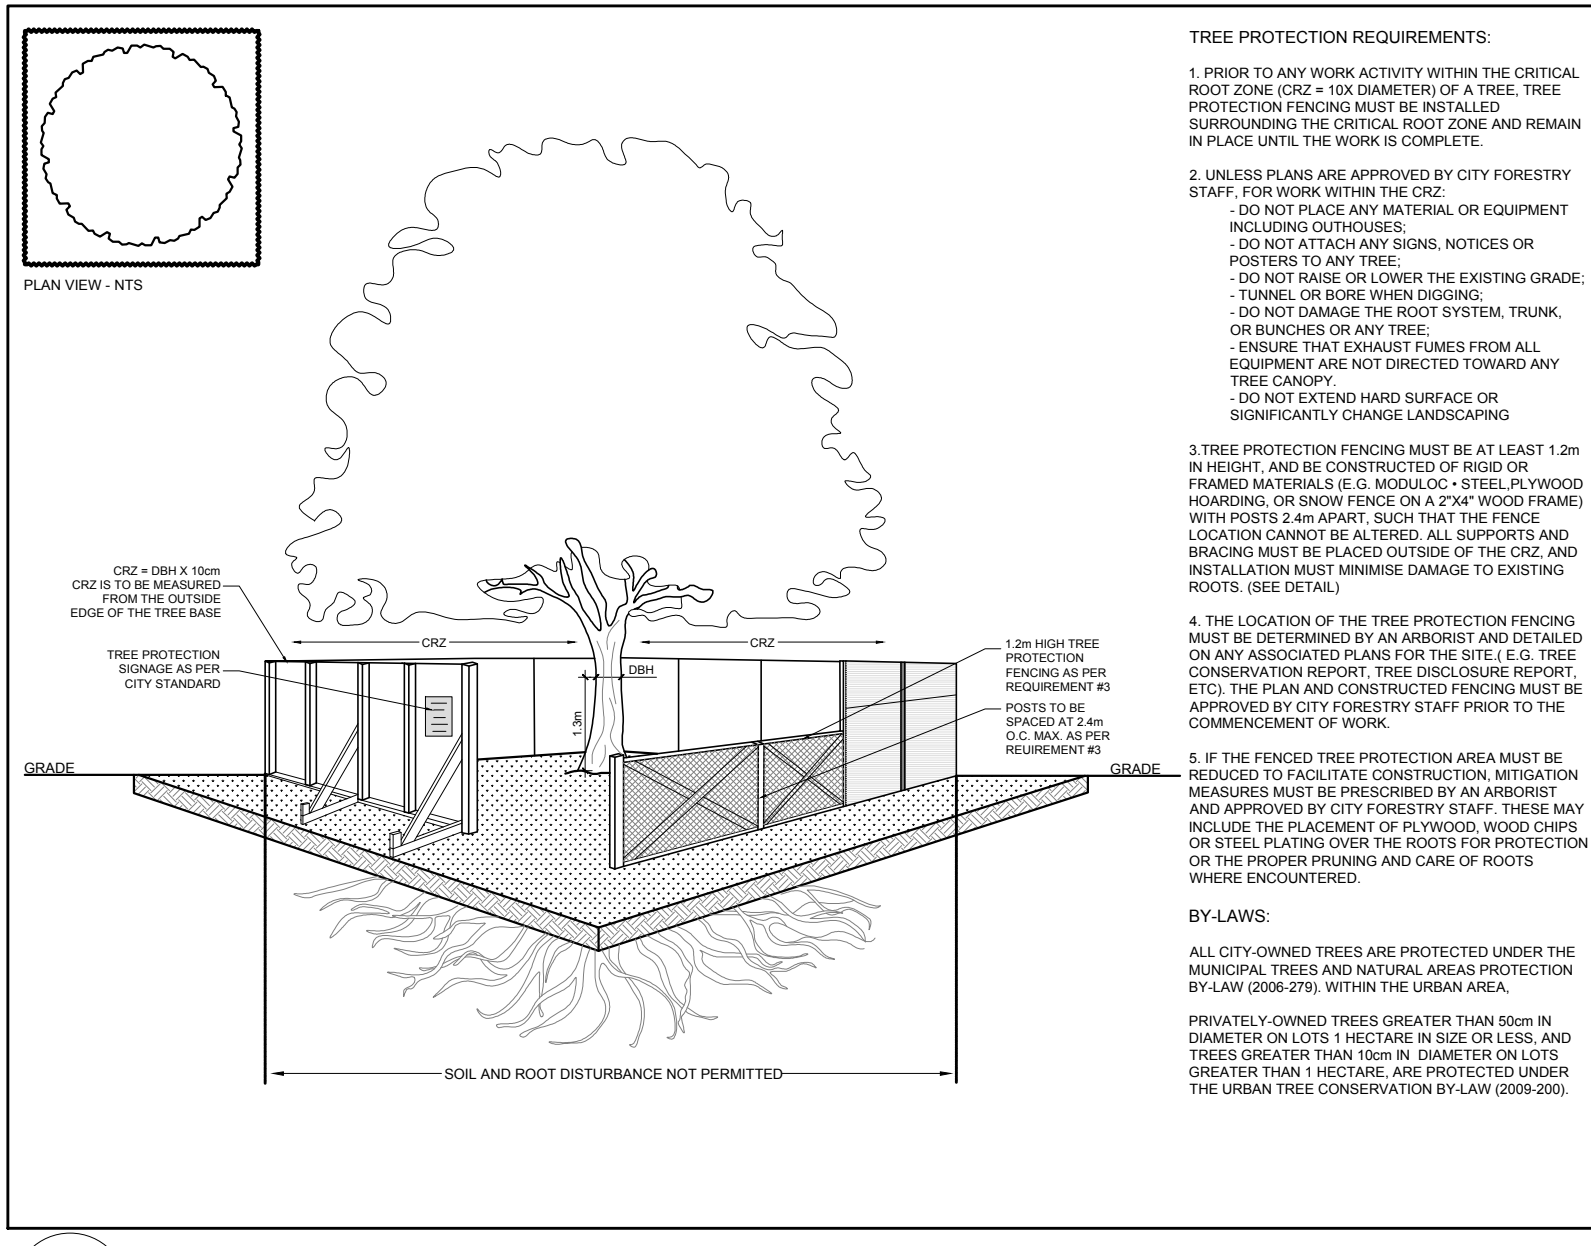 PLAN VIEW - NTS
CRZ = DBH X 10cm
CRZ IS TO BE MEASURED
FROM THE OUTSIDE
EDGE OF THE TREE BASE
TREE PROTECTION
SIGNAGE AS PER
CITY STANDARD
CRZ
CRZ
DBH
1.3m
1.2m HIGH TREE
PROTECTION
FENCING AS PER
REQUIREMENT #3
POSTS TO BE
SPACED AT 2.4m
O.C. MAX. AS PER
REUIREMENT #3
GRADE
GRADE
SOIL AND ROOT DISTURBANCE NOT PERMITTED
TREE PROTECTION REQUIREMENTS:
1. PRIOR TO ANY WORK ACTIVITY WITHIN THE CRITICAL
ROOT ZONE (CRZ = 10X DIAMETER) OF A TREE, TREE
PROTECTION FENCING MUST BE INSTALLED
SURROUNDING THE CRITICAL ROOT ZONE AND REMAIN
IN PLACE UNTIL THE WORK IS COMPLETE.
2. UNLESS PLANS ARE APPROVED BY CITY FORESTRY
STAFF, FOR WORK WITHIN THE CRZ:
- DO NOT PLACE ANY MATERIAL OR EQUIPMENT
INCLUDING OUTHOUSES;
- DO NOT ATTACH ANY SIGNS, NOTICES OR
POSTERS TO ANY TREE;
- DO NOT RAISE OR LOWER THE EXISTING GRADE;
- TUNNEL OR BORE WHEN DIGGING;
- DO NOT DAMAGE THE ROOT SYSTEM, TRUNK,
OR BUNCHES OR ANY TREE;
- ENSURE THAT EXHAUST FUMES FROM ALL
EQUIPMENT ARE NOT DIRECTED TOWARD ANY
TREE CANOPY.
- DO NOT EXTEND HARD SURFACE OR
SIGNIFICANTLY CHANGE LANDSCAPING
3.TREE PROTECTION FENCING MUST BE AT LEAST 1.2m
IN HEIGHT, AND BE CONSTRUCTED OF RIGID OR
FRAMED MATERIALS (E.G. MODULOC • STEEL,PLYWOOD
HOARDING, OR SNOW FENCE ON A 2"X4" WOOD FRAME)
WITH POSTS 2.4m APART, SUCH THAT THE FENCE
LOCATION CANNOT BE ALTERED. ALL SUPPORTS AND
BRACING MUST BE PLACED OUTSIDE OF THE CRZ, AND
INSTALLATION MUST MINIMISE DAMAGE TO EXISTING
ROOTS. (SEE DETAIL)
4. THE LOCATION OF THE TREE PROTECTION FENCING
MUST BE DETERMINED BY AN ARBORIST AND DETAILED
ON ANY ASSOCIATED PLANS FOR THE SITE.( E.G. TREE
CONSERVATION REPORT, TREE DISCLOSURE REPORT,
ETC). THE PLAN AND CONSTRUCTED FENCING MUST BE
APPROVED BY CITY FORESTRY STAFF PRIOR TO THE
COMMENCEMENT OF WORK.
5. IF THE FENCED TREE PROTECTION AREA MUST BE
REDUCED TO FACILITATE CONSTRUCTION, MITIGATION
MEASURES MUST BE PRESCRIBED BY AN ARBORIST
AND APPROVED BY CITY FORESTRY STAFF. THESE MAY
INCLUDE THE PLACEMENT OF PLYWOOD, WOOD CHIPS
OR STEEL PLATING OVER THE ROOTS FOR PROTECTION
OR THE PROPER PRUNING AND CARE OF ROOTS
WHERE ENCOUNTERED.
BY-LAWS:
ALL CITY-OWNED TREES ARE PROTECTED UNDER THE
MUNICIPAL TREES AND NATURAL AREAS PROTECTION
BY-LAW (2006-279). WITHIN THE URBAN AREA,
PRIVATELY-OWNED TREES GREATER THAN 50cm IN
DIAMETER ON LOTS 1 HECTARE IN SIZE OR LESS, AND
TREES GREATER THAN 10cm IN DIAMETER ON LOTS
GREATER THAN 1 HECTARE, ARE PROTECTED UNDER
THE URBAN TREE CONSERVATION BY-LAW (2009-200).